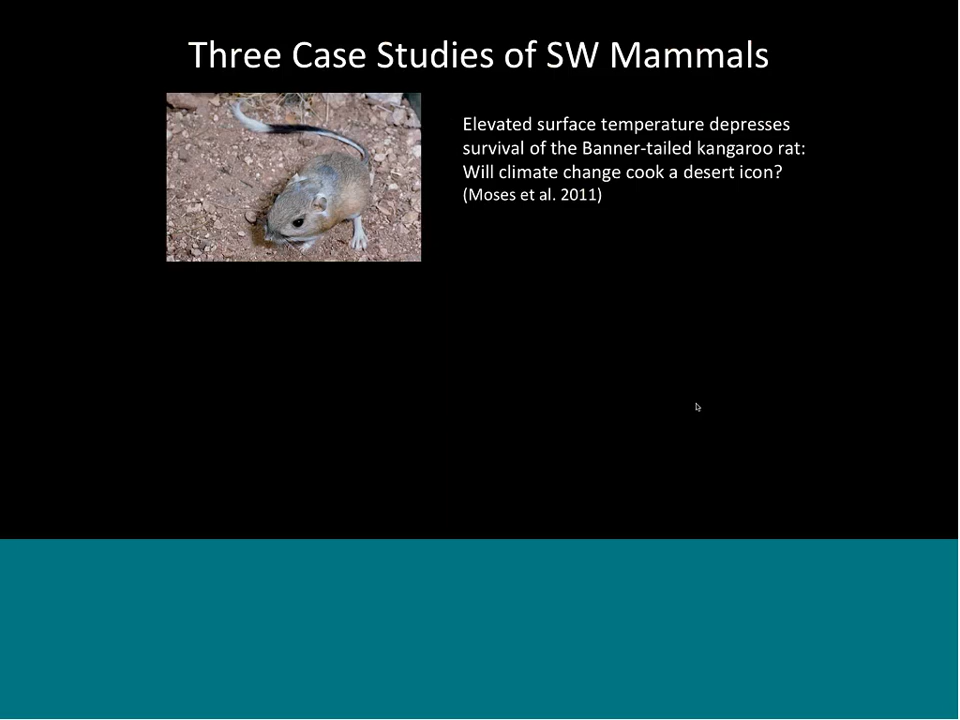 Three Case Studies of SW Mammals
Elevated surface temperature depresses
survival of the Banner-tailed kangaroo rat:
Will climate change cook a desert icon?
(Moses et al. 2011)